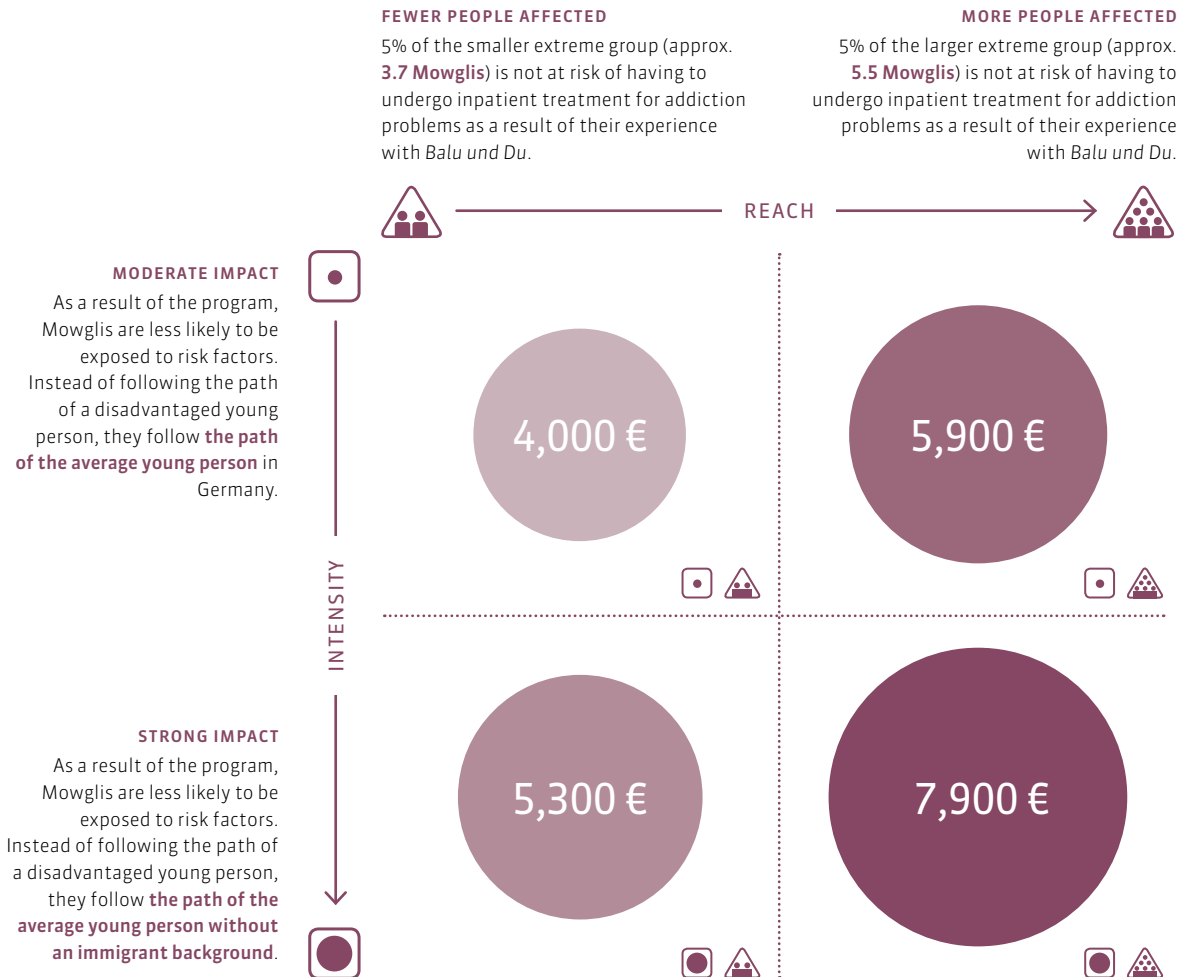 FEWER PEOPLE AFFECTED
5% of the smaller extreme group (approx.
3.7 Mowglis) is not at risk of having to
undergo inpatient treatment for addiction
problems as a result of their experience
with Balu und Du.
MORE PEOPLE AFFECTED
5% of the larger extreme group (approx.
5.5 Mowglis) is not at risk of having to
undergo inpatient treatment for addiction
problems as a result of their experience
with Balu und Du.
REACH
MODERATE IMPACT
As a result of the program,
Mowglis are less likely to be
exposed to risk factors.
Instead of following the path
of a disadvantaged young
person, they follow the path
of the average young person in
Germany.
4,000 €
5,900 €
INTENSITY
STRONG IMPACT
As a result of the program,
Mowglis are less likely to be
exposed to risk factors.
Instead of following the path of
a disadvantaged young person,
they follow the path of the
average young person without
an immigrant background.
5,300 €
7,900 €